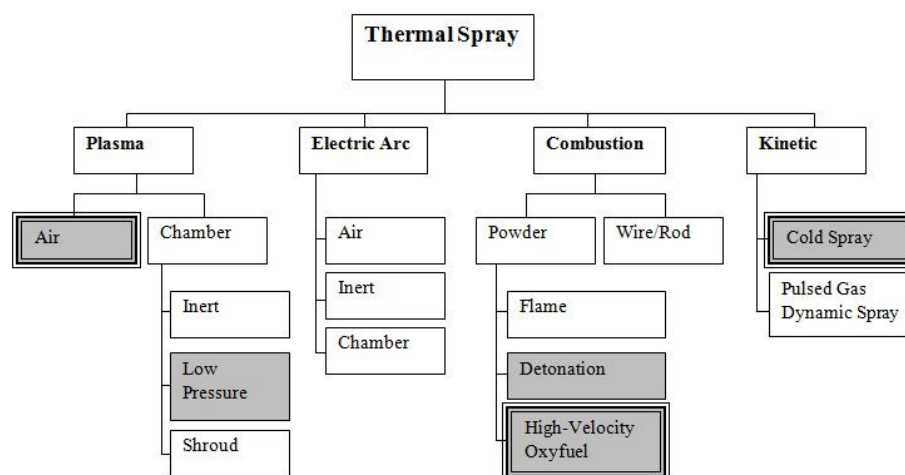 Thermal Spray
Plasma
Electric Arc
Combustion
Kinetic
Air
Chamber
Air
Powder
Wire/Rod
Cold Spray
Inert
Inert
Flame
Pulsed Gas
Dynamic Spray
Chamber
Low
Pressure
Detonation
Shroud
High-Velocity
Oxyfuel